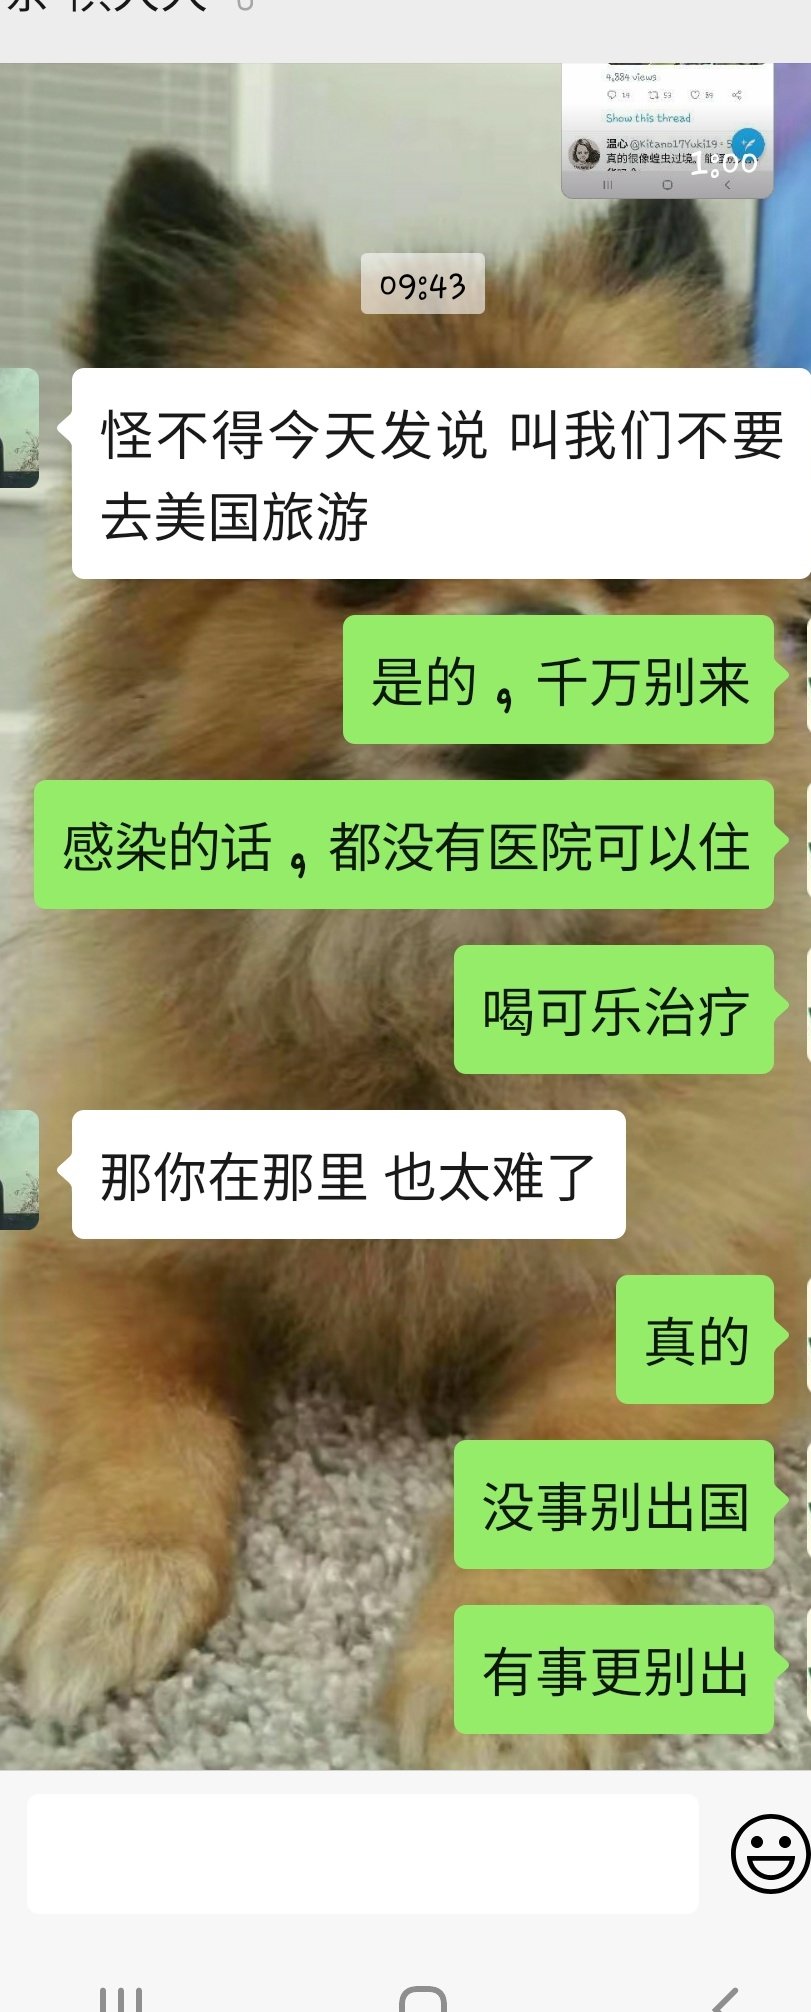 4,884 views
19
53
89
Show this thread
温心 @Kitano17Yuki19 · 5
真的很像蝗虫过境。能
1:00
09:43
怪不得今天发说 叫我们不要
去美国旅游
是的，千万别来
感染的话，都没有医院可以住
喝可乐治疗
那你在那里 也太难了
真的
没事别出国
有事更别出